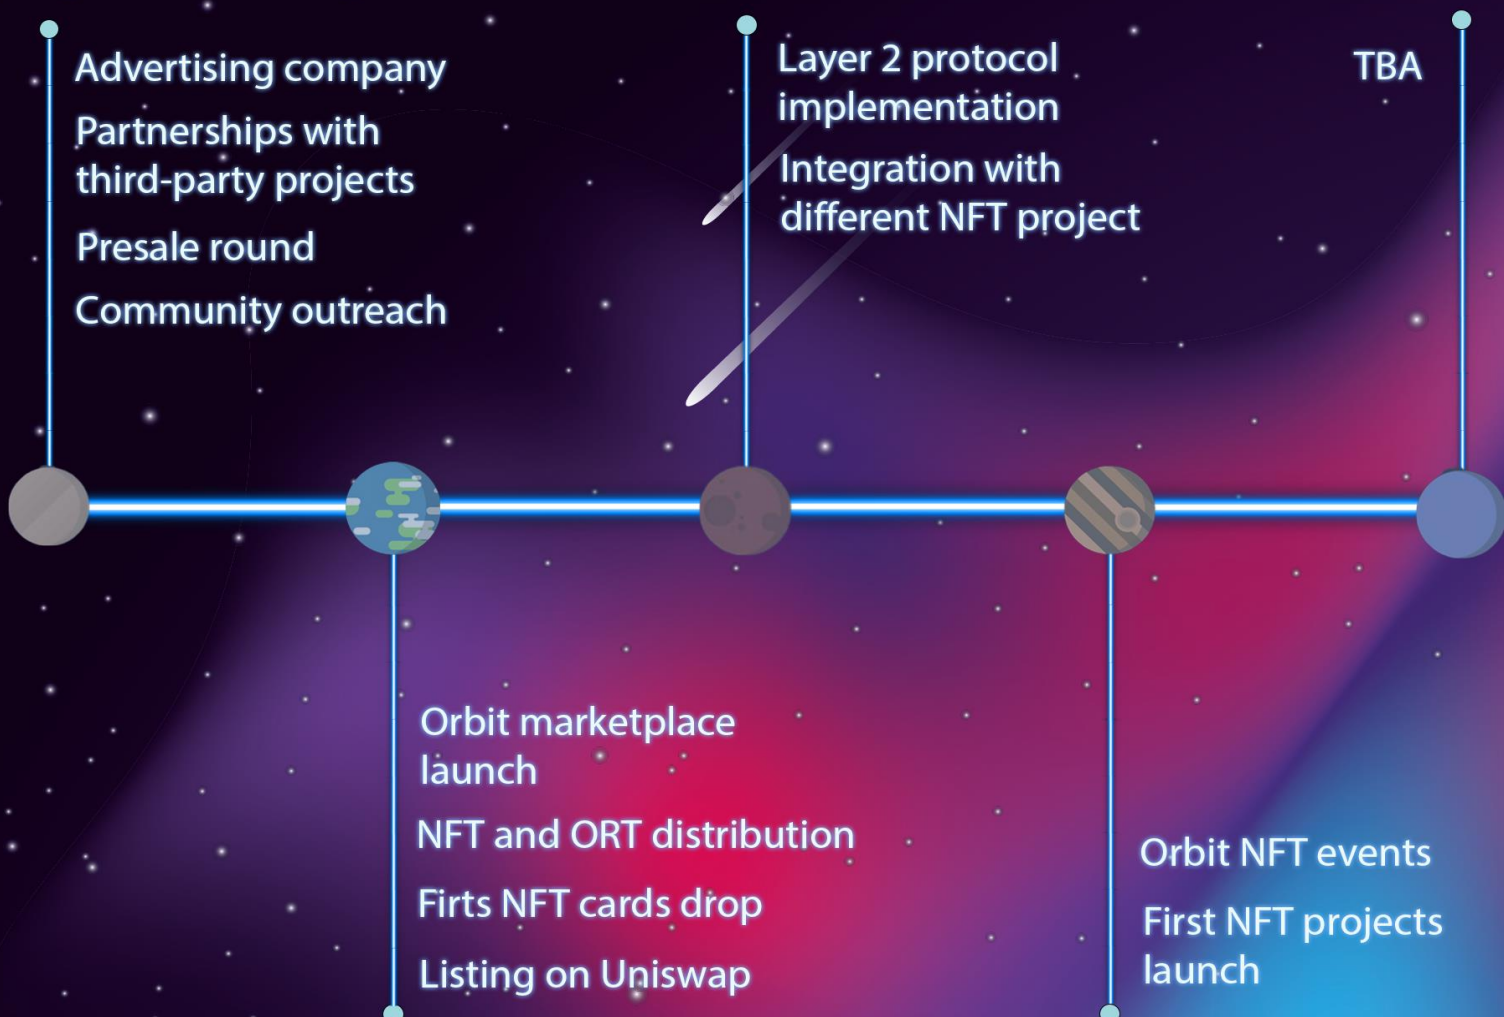 Advertising company
Partnerships with
third-party projects
Presale round
Community outreach
Orbit marketplace
launch
NFT and ORT distribution
Firts NFT cards drop
Listing on Uniswap
Layer 2 protocol
implementation
Integration with
different NFT project
Orbit NFT events
First NFT projects
launch
TBA